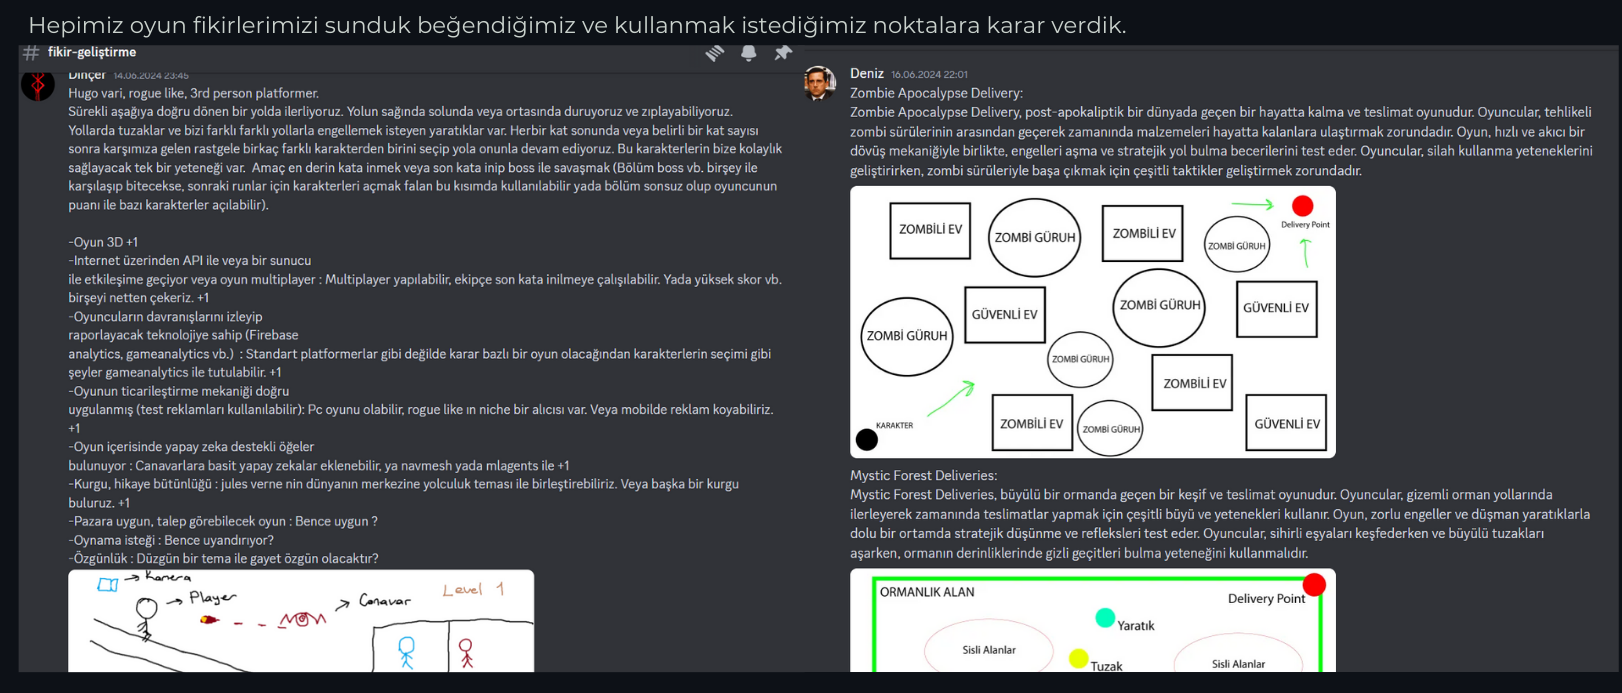 Hepimiz oyun fikirlerimizi sunduk beğendiğimiz ve kullanmak istediğimiz noktalara karar verdik.
# fikir-geliştirme
Dinçer 14.06.2024 23:45
Hugo vari, rogue like, 3rd person platformer.
Sürekli aşağıya doğru dönen bir yolda ilerliyoruz. Yolun sağında solunda veya ortasında duruyoruz ve zıplayabiliyoruz.
Yollarda tuzaklar ve bizi farklı farklı yollarla engellemek isteyen yaratıklar var. Herbir kat sonunda veya belirli bir kat sayısı
sonra karşımıza gelen rastgele birkaç farklı karakterden birini seçip yola onunla devam ediyoruz. Bu karakterlerin bize kolaylık
sağlayacak tek bir yeteneği var. Amaç en derin kata inmek veya son kata inip boss ile savaşmak (Bölüm boss vb. birşey ile
karşılaşıp bitecekse, sonraki runlar için karakterleri açmak falan bu kısımda kullanılabilir yada bölüm sonsuz olup oyuncunun
puanı ile bazı karakterler açılabilir).
-Oyun 3D +1
-Internet üzerinden API ile veya bir sunucu
ile etkileşime geçiyor veya oyun multiplayer : Multiplayer yapılabilir, ekipçe son kata inilmeye çalışılabilir. Yada yüksek skor vb.
birşeyi netten çekeriz. +1
-Oyuncuların davranışlarını izleyip
raporlayacak teknolojiye sahip (Firebase
analytics, gameanalytics vb.) : Standart platformerlar gibi değilde karar bazlı bir oyun olacağından karakterlerin seçimi gibi
şeyler gameanalytics ile tutulabilir. +1
-Oyunun ticarileştirme mekaniği doğru
uygulanmış (test reklamları kullanılabilir): Pc oyunu olabilir, rogue like ın niche bir alıcısı var. Veya mobilde reklam koyabiliriz.
+1
-Oyun içerisinde yapay zeka destekli öğeler
bulunuyor : Canavarlara basit yapay zekalar eklenebilir, ya navmesh yada mlagents ile +1
-Kurgu, hikaye bütünlüğü : jules verne nin dünyanın merkezine yolculuk teması ile birleştirebiliriz. Veya başka bir kurgu
buluruz. +1
-Pazara uygun, talep görebilecek oyun : Bence uygun ?
-Oynama isteği : Bence uyandırıyor?
-Özgünlük : Düzgün bir tema ile gayet özgün olacaktır?
Kamera
Player
Canavar
Level 1
Deniz 16.06.2024 22:01
Zombie Apocalypse Delivery:
Zombie Apocalypse Delivery, post-apokaliptik bir dünyada geçen bir hayatta kalma ve teslimat oyunudur. Oyuncular, tehlikeli
zombi sürülerinin arasından geçerek zamanında malzemeleri hayatta kalanlara ulaştırmak zorundadır. Oyun, hızlı ve akıcı bir
dövüş mekaniğiyle birlikte, engelleri aşma ve stratejik yol bulma becerilerini test eder. Oyuncular, silah kullanma yeteneklerini
geliştirirken, zombi sürüleriyle başa çıkmak için çeşitli taktikler geliştirmek zorundadır.
ZOMBİLİ EV
ZOMBİ GÜRUH
ZOMBİLİ EV
ZOMBİ GÜRUH
Delivery Point
ZOMBİ GÜRUH
GÜVENLİ EV
ZOMBİ GÜRUH
GÜVENLİ EV
ZOMBİ GÜRUH
ZOMBİLİ EV
KARAKTER
ZOMBİLİ EV
ZOMBİ GÜRUH
GÜVENLİ EV
Mystic Forest Deliveries:
Mystic Forest Deliveries, büyülü bir ormanda geçen bir keşif ve teslimat oyunudur. Oyuncular, gizemli orman yollarında
ilerleyerek zamanında teslimatlar yapmak için çeşitli büyü ve yetenekleri kullanır. Oyun, zorlu engeller ve düşman yaratıklarla
dolu bir ortamda stratejik düşünme ve refleksleri test eder. Oyuncular, sihirli eşyaları keşfederken ve büyülü tuzakları
aşarken, ormanın derinliklerinde gizli geçitleri bulma yeteneğini kullanmalıdır.
ORMANLIK ALAN
Delivery Point
Yaratık
Sisli Alanlar
Tuzak
Sisli Alanlar